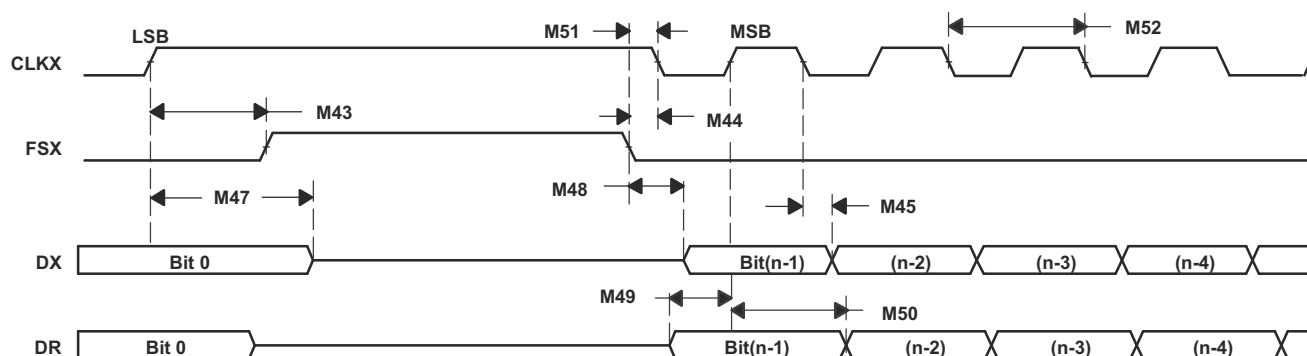 LSB M51 MSB M52
CLKX
M43 M44
FSX
M47 M48 M45
DX Bit 0 Bit(n-1) (n-2) (n-3) (n-4)
M49 M50
DR Bit 0 Bit(n-1) (n-2) (n-3) (n-4)